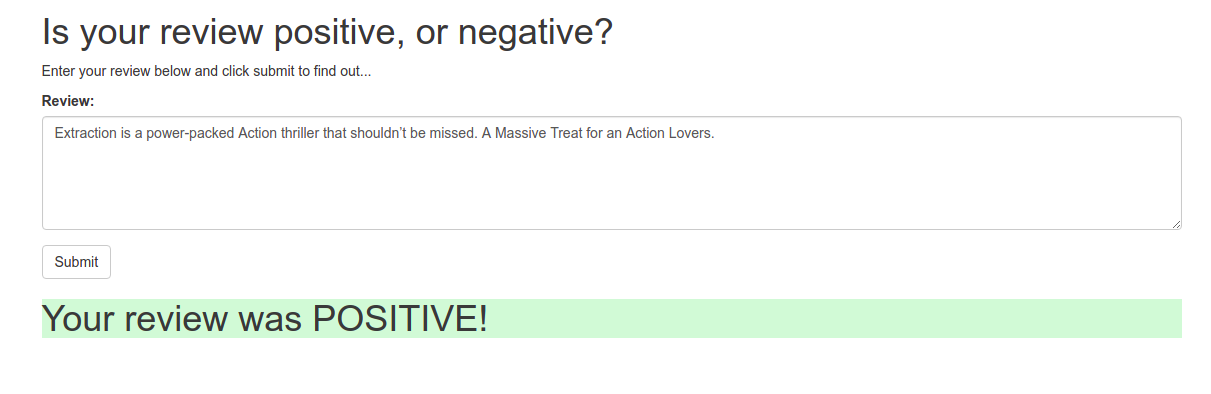 Is your review positive, or negative?
Enter your review below and click submit to find out...
Review:
Extraction is a power-packed Action thriller that shouldn’t be missed. A Massive Treat for an Action Lovers.
Submit
Your review was POSITIVE!